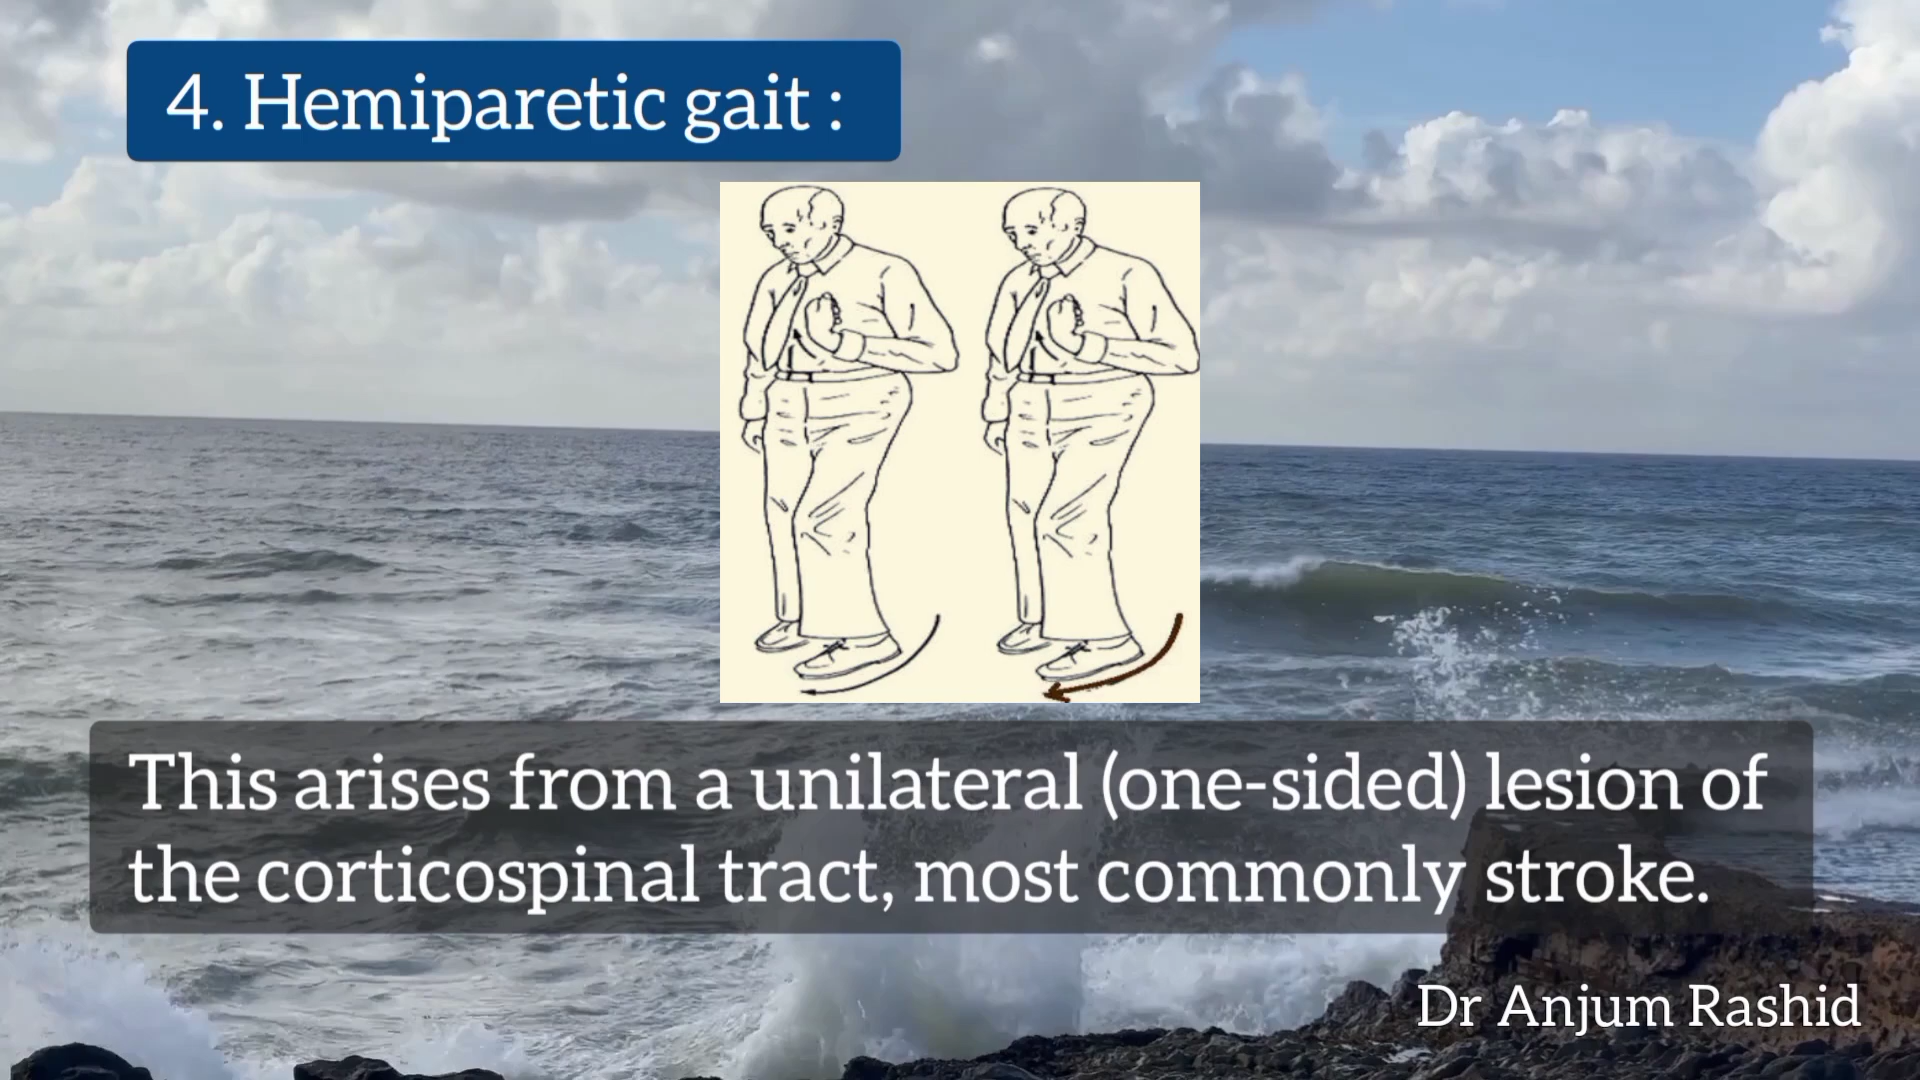 4. Hemiparetic gait :
This arises from a unilateral (one-sided) lesion of
the corticospinal tract, most commonly stroke.
Dr Anjum Rashid